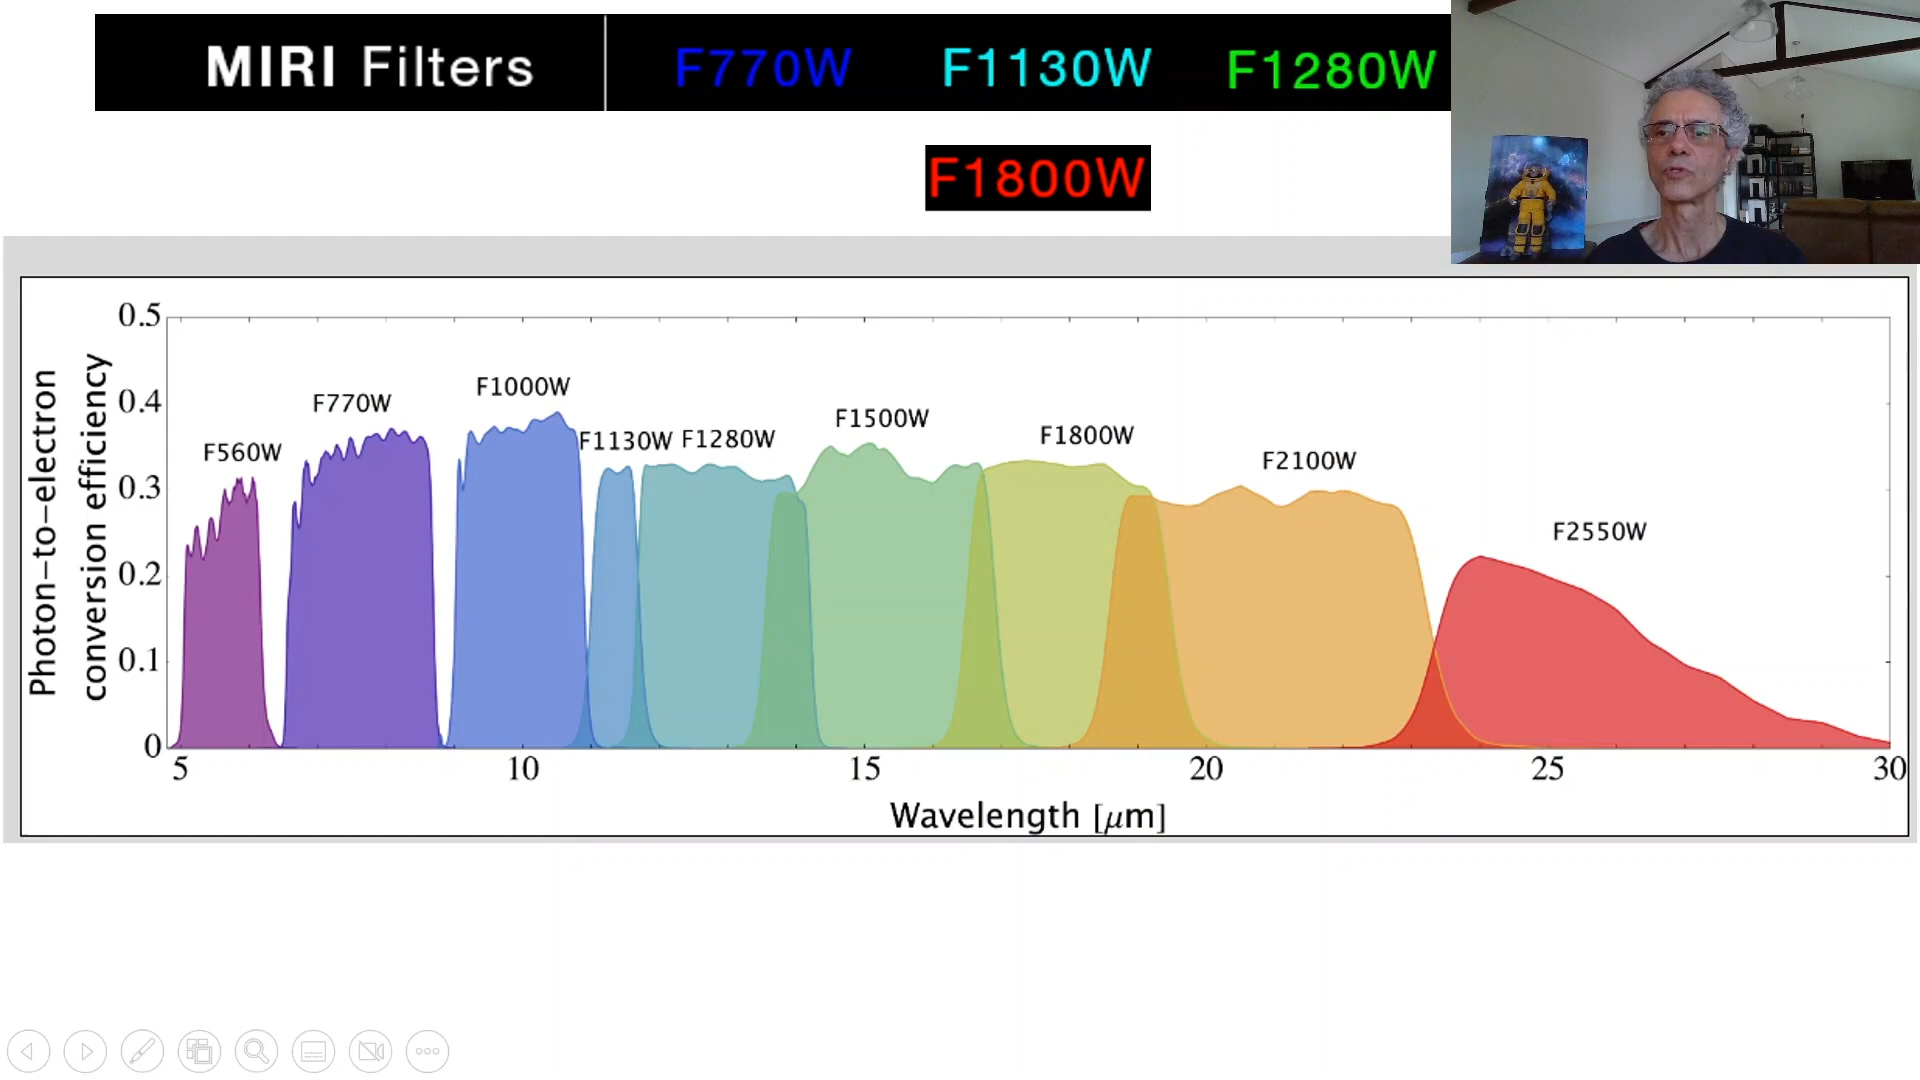 MIRI Filters F770W F1130W F1280W
F1800W
0.5
0.4
0.3
0.2
0.1
0
Photon-to-electron
conversion efficiency
F560W
F770W
F1000W
F1130W
F1280W
F1500W
F1800W
F2100W
F2550W
5 10 15 20 25 30
Wavelength [μm]